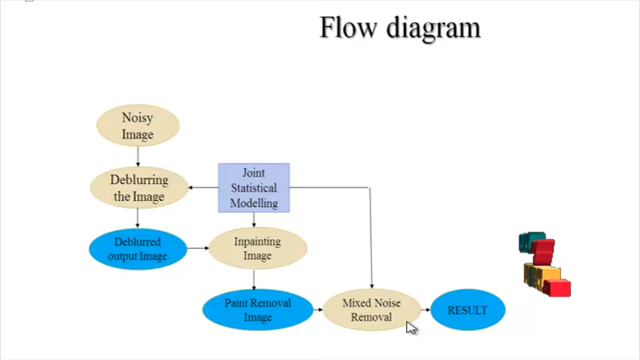 Flow diagram
Noisy
Image
Deblurring
the Image
Joint
Statistical
Modelling
Deblurred
output Image
Inpainting
Image
Paint Removal
Image
Mixed Noise
Removal
RESULT